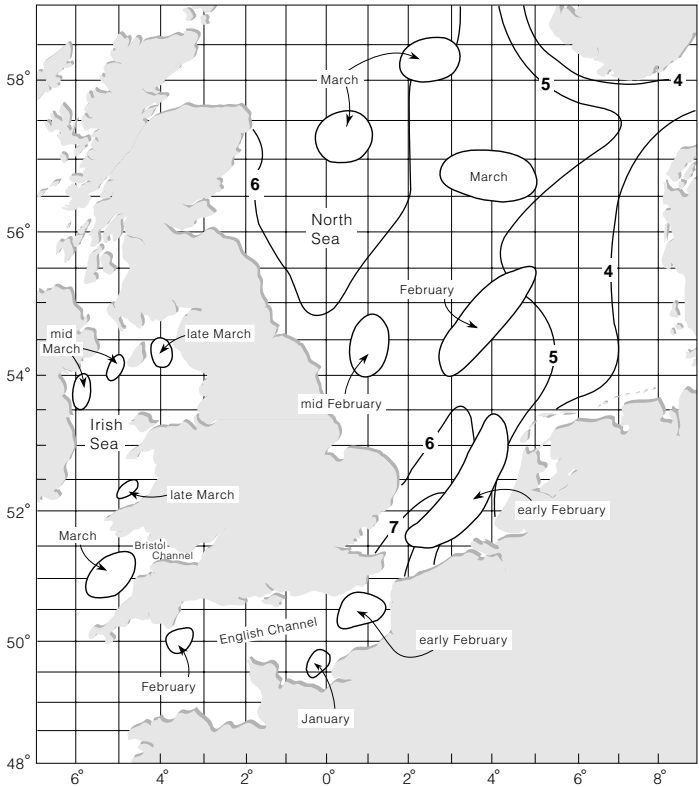 58°
56°
54°
52°
50°
48°
6°
4°
2°
0°
2°
4°
6°
8°
5
4
March
6
March
North
Sea
4
February
mid
March
late March
5
mid February
Irish
Sea
6
late March
early February
7
March
Bristol
Channel
English Channel
early February
February
January